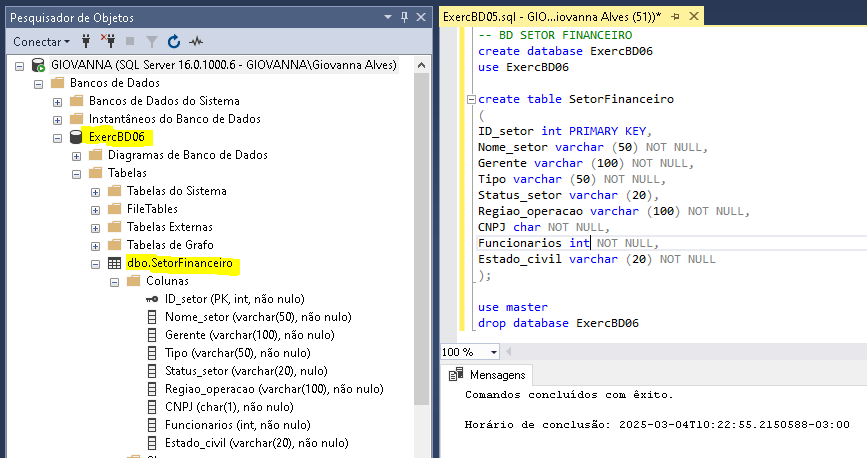 Pesquisador de Objetos
Conectar
GIOVANNA (SQL Server 16.0.1000.6 - GIOVANNA\Giovanna Alves)
Bancos de Dados
Bancos de Dados do Sistema
Instantâneos do Banco de Dados
ExercBD06
Diagramas de Banco de Dados
Tabelas
Tabelas do Sistema
FileTables
Tabelas Externas
Tabelas de Grafo
dbo.SetorFinanceiro
Colunas
ID_setor (PK, int, não nulo)
Nome_setor (varchar(50), não nulo)
Gerente (varchar(100), não nulo)
Tipo (varchar(50), não nulo)
Status_setor (varchar(20), nulo)
Regiao_operacao (varchar(100), não nulo)
CNPJ (char(1), não nulo)
Funcionarios (int, não nulo)
Estado_civil (varchar(20), não nulo)
ExercBD05.sql - GIO...iovanna Alves (51))*
-- BD SETOR FINANCEIRO
create database ExercBD06
use ExercBD06
create table SetorFinanceiro
(
ID_setor int PRIMARY KEY,
Nome_setor varchar (50) NOT NULL,
Gerente varchar (100) NOT NULL,
Tipo varchar (50) NOT NULL,
Status_setor varchar (20),
Regiao_operacao varchar (100) NOT NULL,
CNPJ char NOT NULL,
Funcionarios int NOT NULL,
Estado_civil varchar (20) NOT NULL
);
use master
drop database ExercBD06
100 %
Mensagens
Comandos concluídos com êxito.
Horário de conclusão: 2025-03-04T10:22:55.2150588-03:00